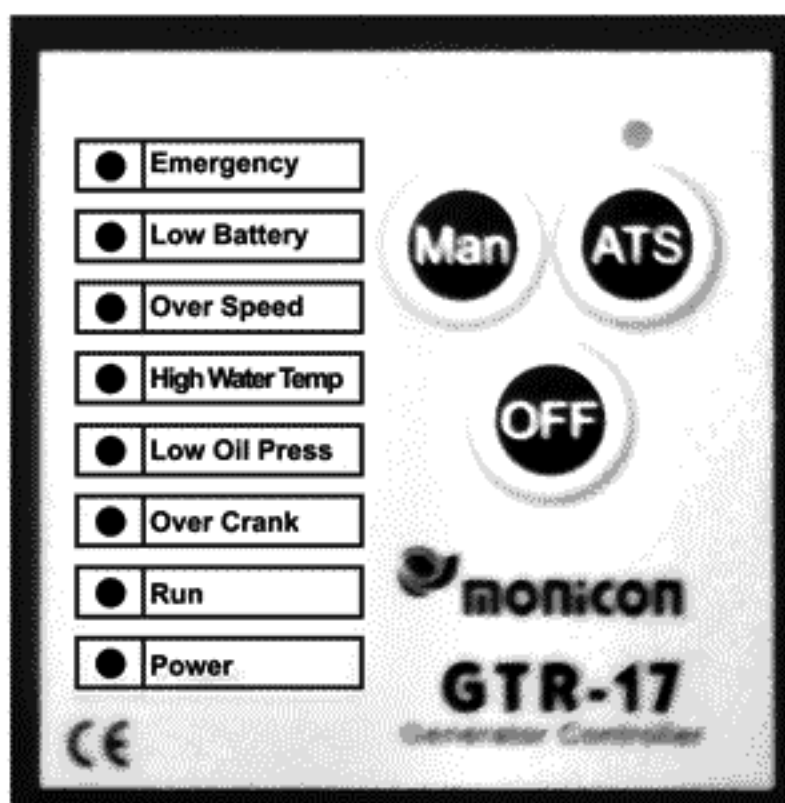 Emergency
Low Battery
Over Speed
High Water Temp
Low Oil Press
Over Crank
Run
Power
Man
ATS
OFF
monicon
GTR-17
Generator Controller
CE